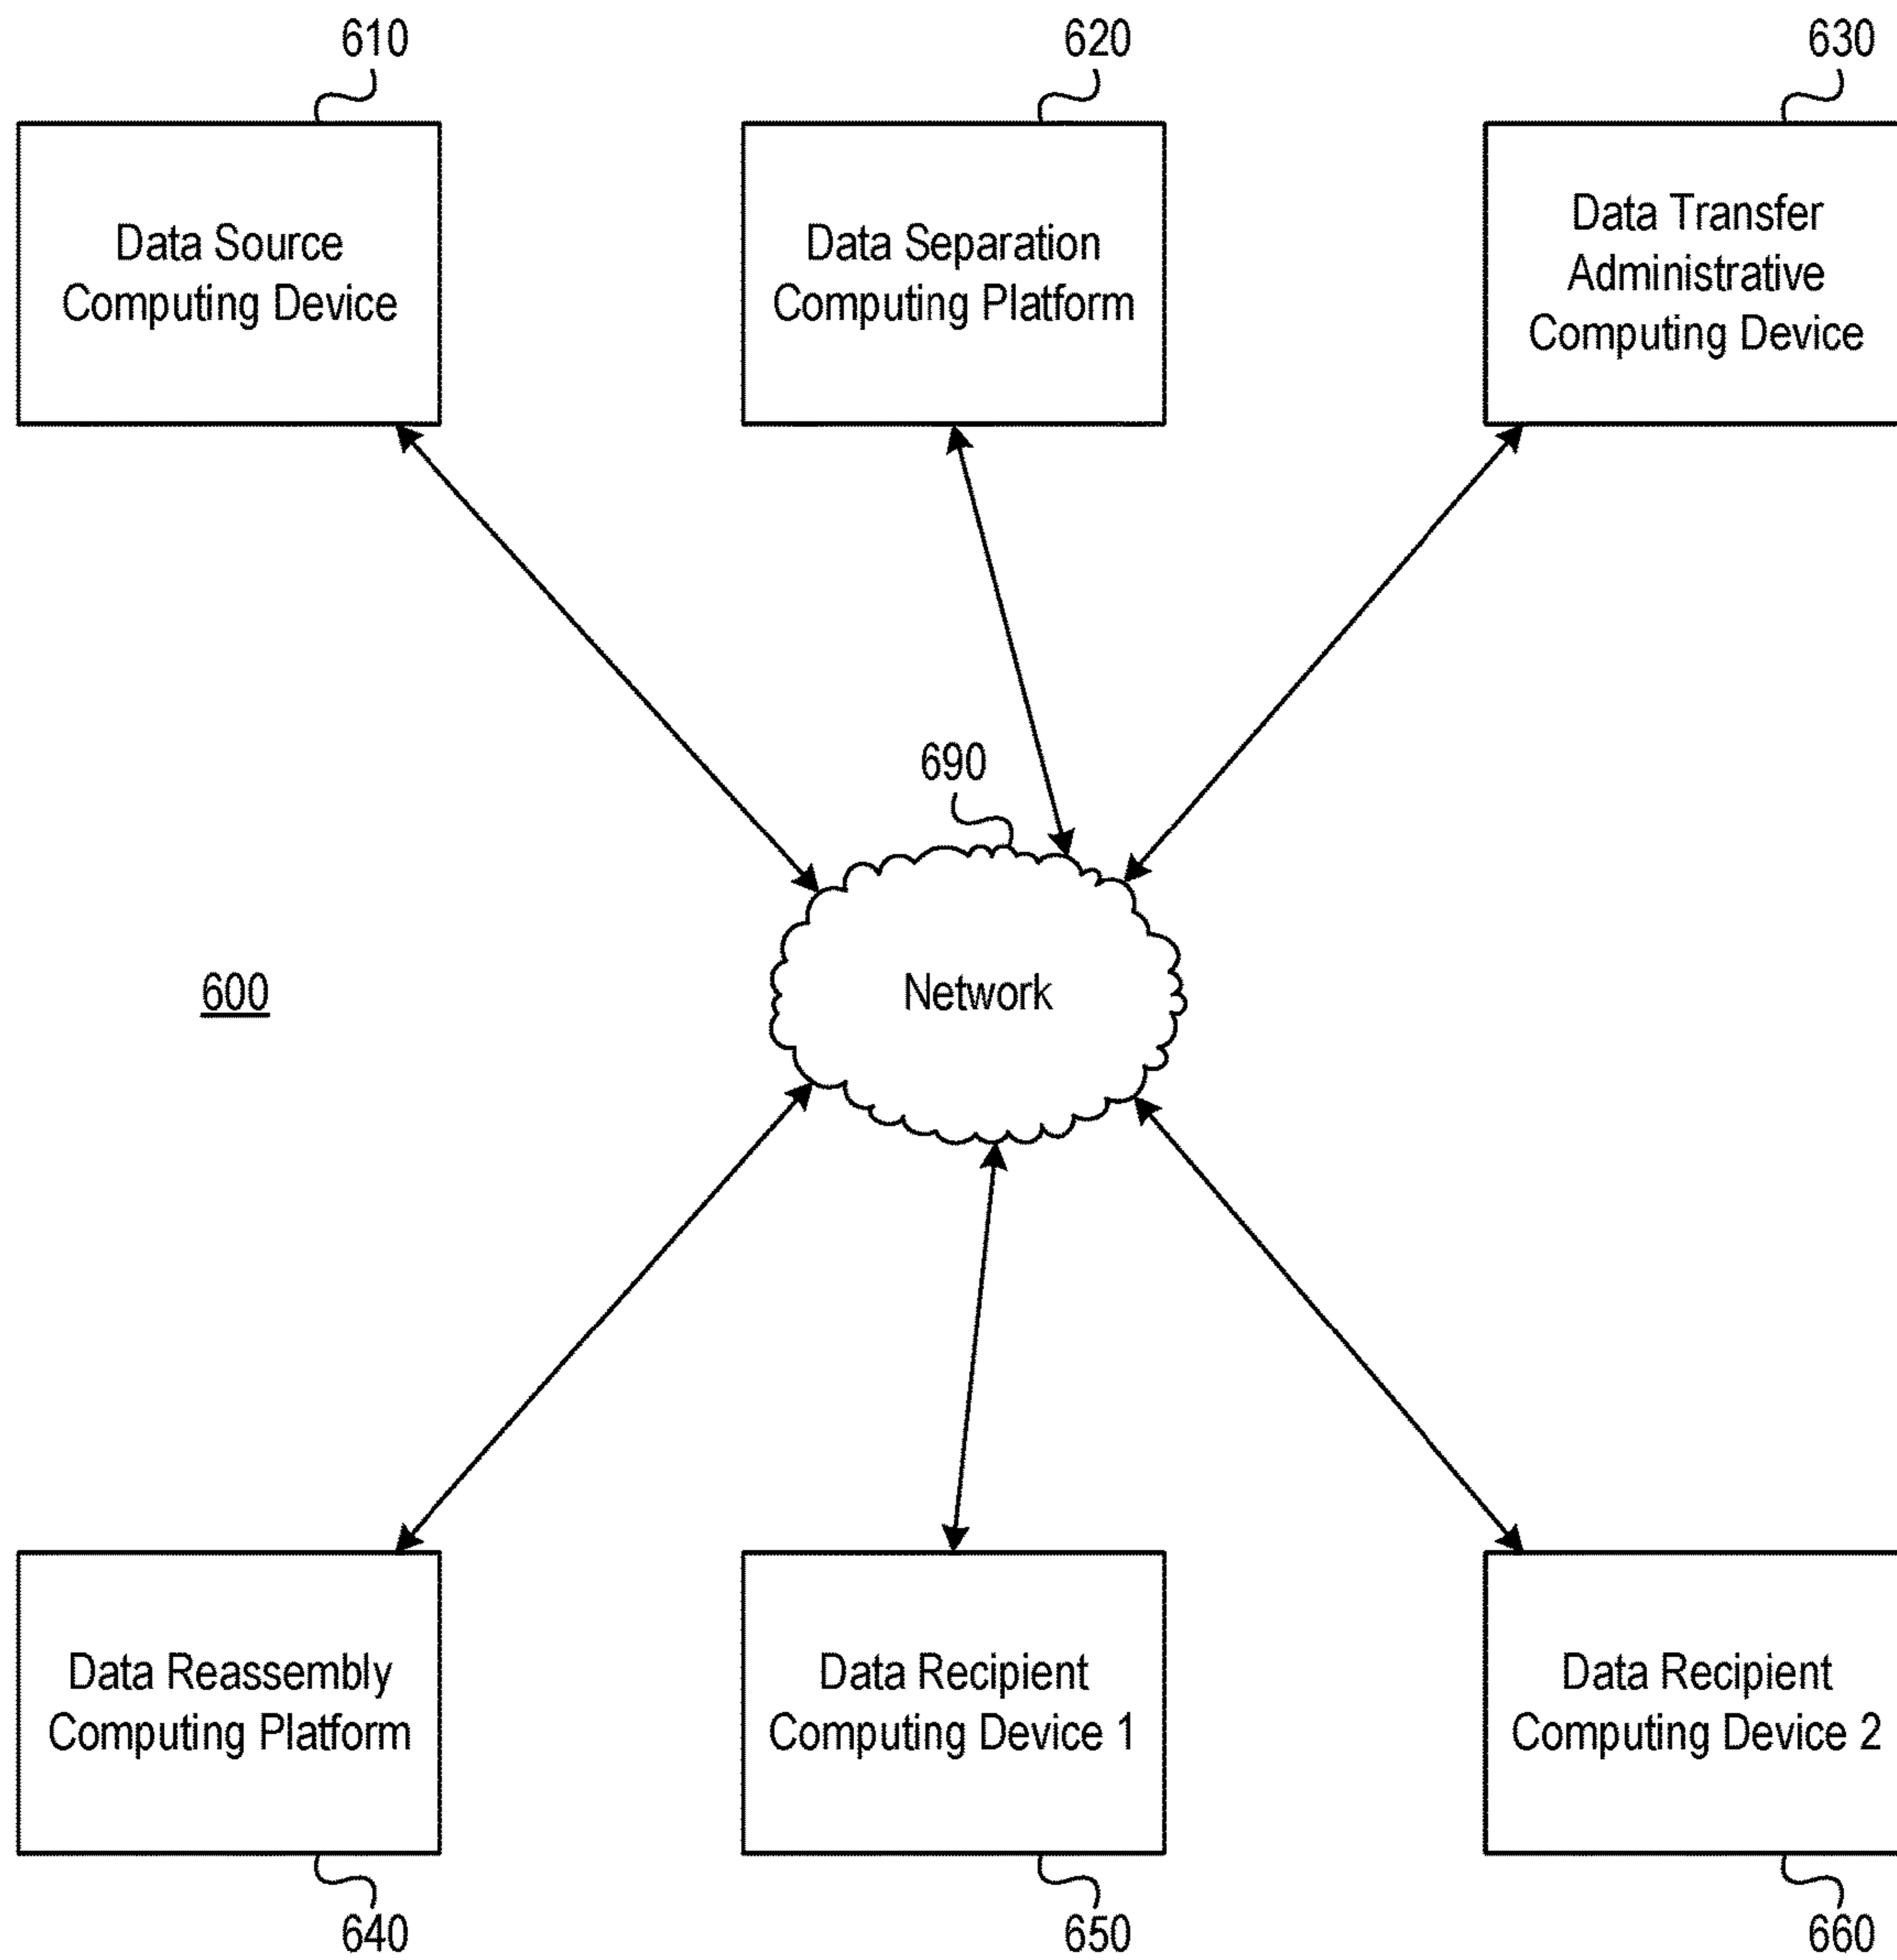 610
620
630
Data Source
Computing Device
Data Separation
Computing Platform
Data Transfer
Administrative
Computing Device
690
Network
600
Data Reassembly
Computing Platform
Data Recipient
Computing Device 1
Data Recipient
Computing Device 2
640
650
660